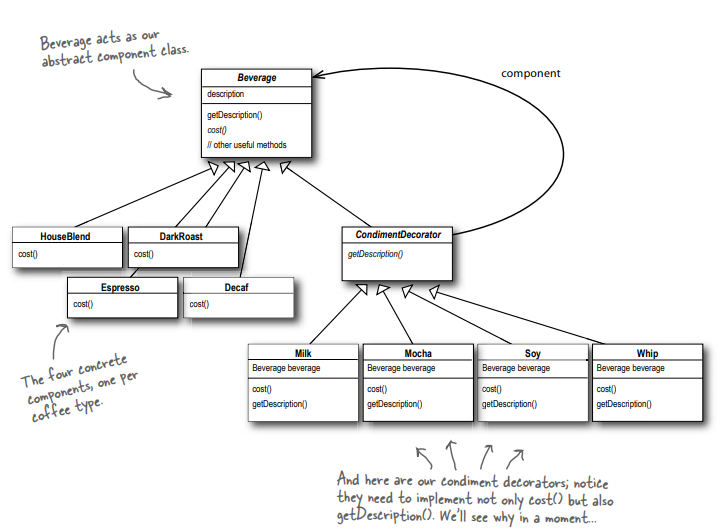 Beverage acts as our
abstract component class.
component
Beverage
description
getDescription()
cost()
// other useful methods
HouseBlend
cost()
DarkRoast
cost()
CondimentDecorator
getDescription()
Espresso
cost()
Decaf
cost()
The four concrete
components, one per
coffee type.
Milk
Beverage beverage
cost()
getDescription()
Mocha
Beverage beverage
cost()
getDescription()
Soy
Beverage beverage
cost()
getDescription()
Whip
Beverage beverage
cost()
getDescription()
And here are our condiment decorators; notice
they need to implement not only cost() but also
getDescription(). We'll see why in a moment...